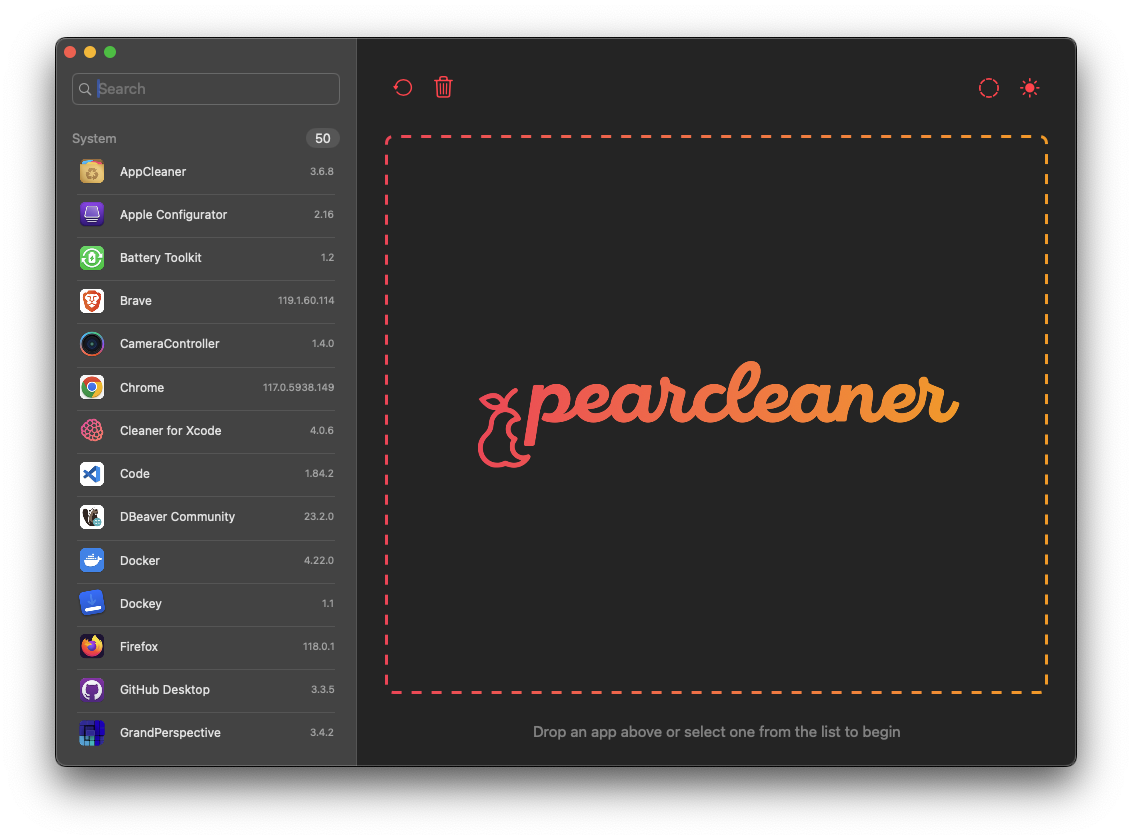 Search
System 50
AppCleaner 3.6.8
Apple Configurator 2.16
Battery Toolkit 1.2
Brave 119.1.60.114
CameraController 1.4.0
Chrome 117.0.5938.149
Cleaner for Xcode 4.0.6
Code 1.84.2
DBeaver Community 23.2.0
Docker 4.22.0
Dockey 1.1
Firefox 118.0.1
GitHub Desktop 3.3.5
GrandPerspective 3.4.2
pearcleaner
Drop an app above or select one from the list to begin